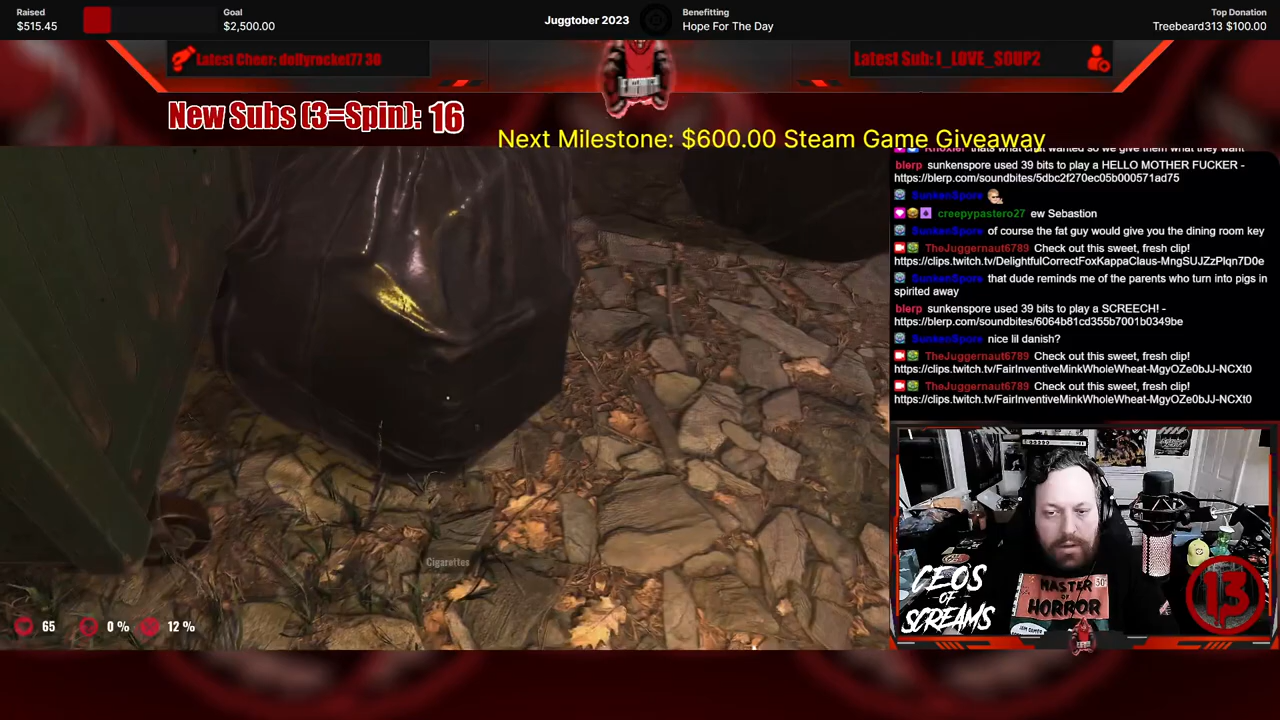 Raised
$515.45
Goal
$2,500.00
Juggtober 2023
Benefitting
Hope For The Day
Top Donation
Treebeard313 $100.00
Latest Cheer: dollyrocket77 30
Latest Sub: I_LOVE_SOUP2
New Subs (3=Spin): 16
Next Milestone: $600.00 Steam Game Giveaway
thats what chat wanted so we give them what they want
blerp sunkenspore used 39 bits to play a HELLO MOTHER FUCKER -
https://blerp.com/soundbites/5dbc2f270ec05b000571ad75
SunkenSpore
creepypastero27 ew Sebastion
SunkenSpore of course the fat guy would give you the dining room key
TheJuggernaut6789 Check out this sweet, fresh clip!
https://clips.twitch.tv/DelightfulCorrectFoxKappaClaus-MngSUJZzPlqn7D0e
SunkenSpore that dude reminds me of the parents who turn into pigs in
spirited away
blerp sunkenspore used 39 bits to play a SCREECH! -
https://blerp.com/soundbites/6064b81cd355b7001b0349be
SunkenSpore nice lil danish?
TheJuggernaut6789 Check out this sweet, fresh clip!
https://clips.twitch.tv/FairInventiveMinkWholeWheat-MgyOZe0bJJ-NCXt0
TheJuggernaut6789 Check out this sweet, fresh clip!
https://clips.twitch.tv/FairInventiveMinkWholeWheat-MgyOZe0bJJ-NCXt0
Cigarettes
65 0 % 12 %
CEOS
OF
SCREAMS
MASTER
OF
HORROR
13